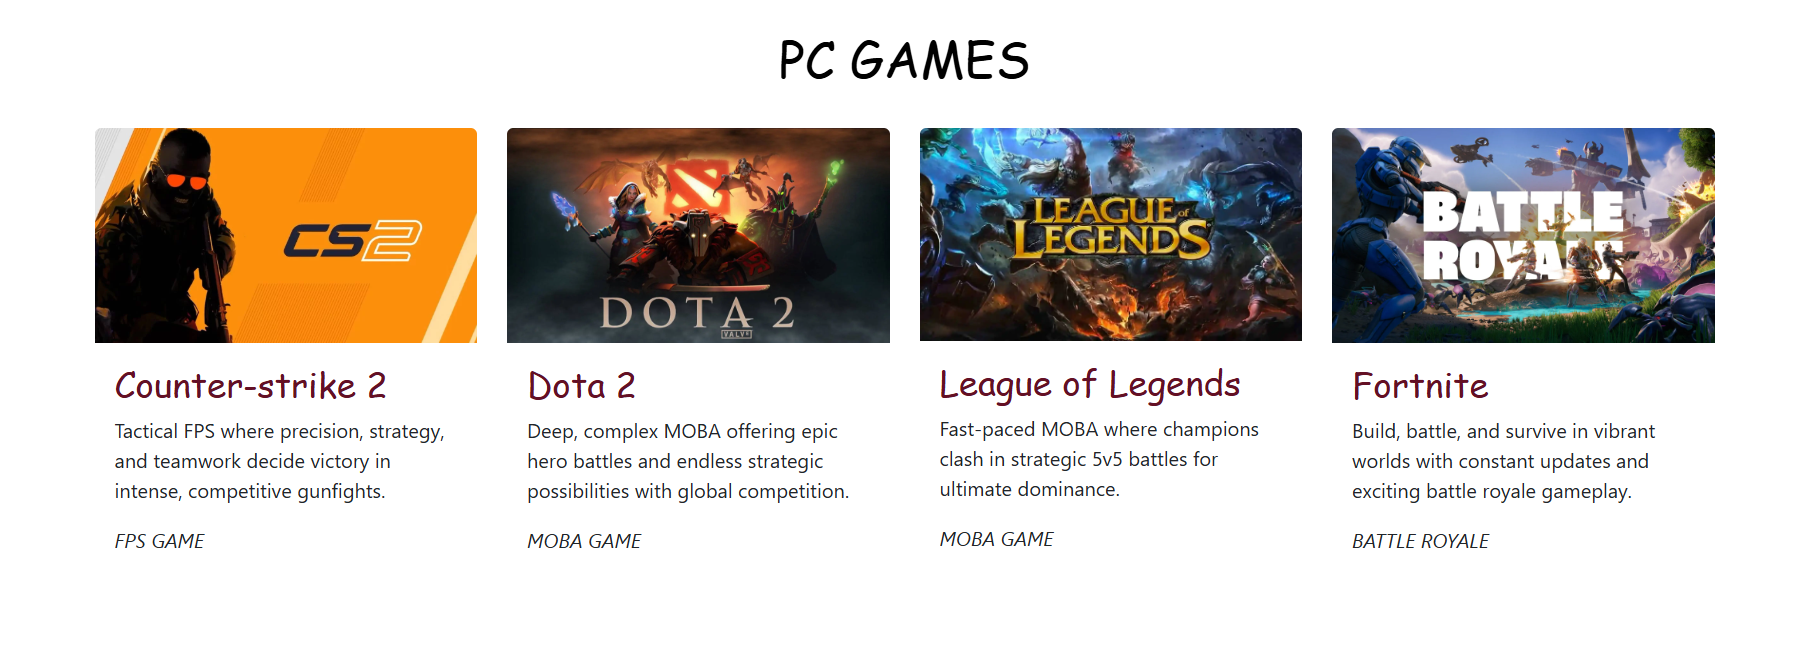 PC GAMES
CS2
DOTA 2
VALVE
LEAGUE of
LEGENDS
BATTLE
ROYALE
Counter-strike 2
Tactical FPS where precision, strategy,
and teamwork decide victory in
intense, competitive gunfights.
FPS GAME
Dota 2
Deep, complex MOBA offering epic
hero battles and endless strategic
possibilities with global competition.
MOBA GAME
League of Legends
Fast-paced MOBA where champions
clash in strategic 5v5 battles for
ultimate dominance.
MOBA GAME
Fortnite
Build, battle, and survive in vibrant
worlds with constant updates and
exciting battle royale gameplay.
BATTLE ROYALE